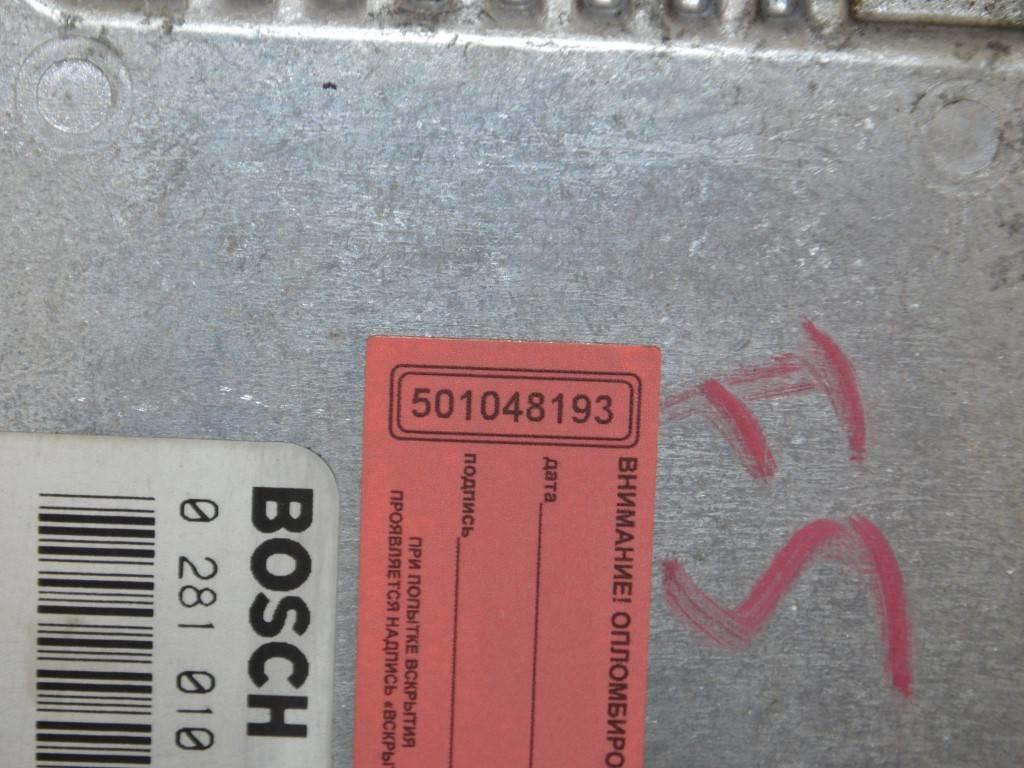 501048193
ВНИМАНИЕ! ОПЛОМБИРО
дата
подпись
ПРИ ПОПЫТКЕ ВСКРЫТИЯ
ПРОЯВЛЯЕТСЯ НАДПИСЬ «ВСКРЫ
BOSCH
0 281 010